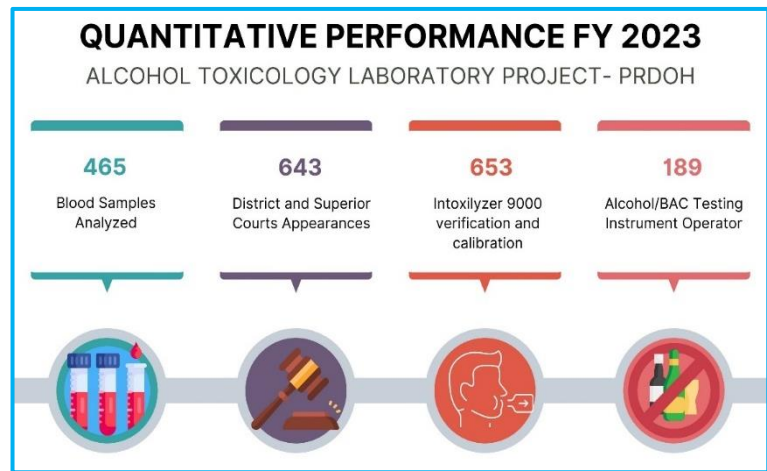 QUANTITATIVE PERFORMANCE FY 2023
ALCOHOL TOXICOLOGY LABORATORY PROJECT- PRDOH
465
Blood Samples
Analyzed
643
District and Superior
Courts Appearances
653
Intoxilyzer 9000
verification and
calibration
189
Alcohol/BAC Testing
Instrument Operator